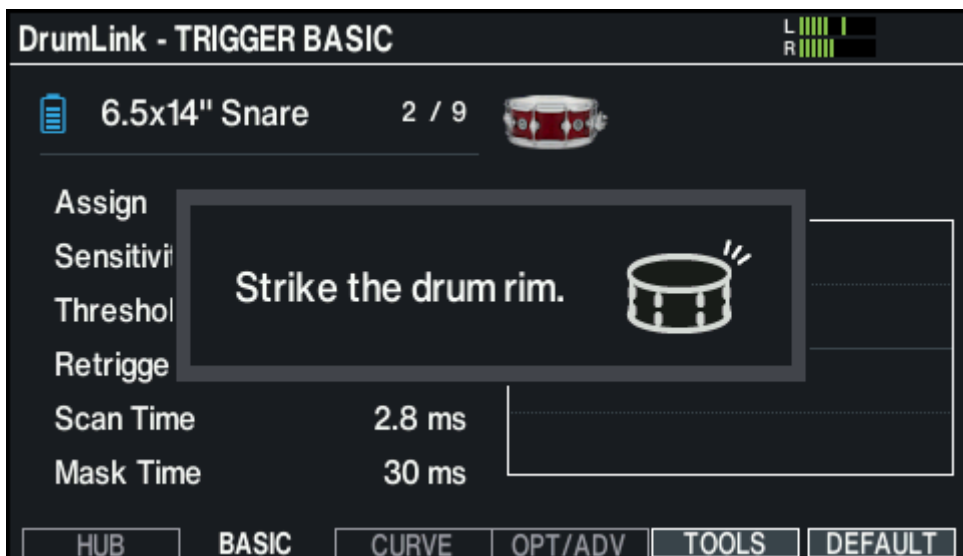 DrumLink - TRIGGER BASIC
L
R
6.5x14" Snare 2 / 9
Assign
Sensitivit
Strike the drum rim.
Threshol
Retrigge
Scan Time 2.8 ms
Mask Time 30 ms
HUB BASIC CURVE OPT/ADV TOOLS DEFAULT